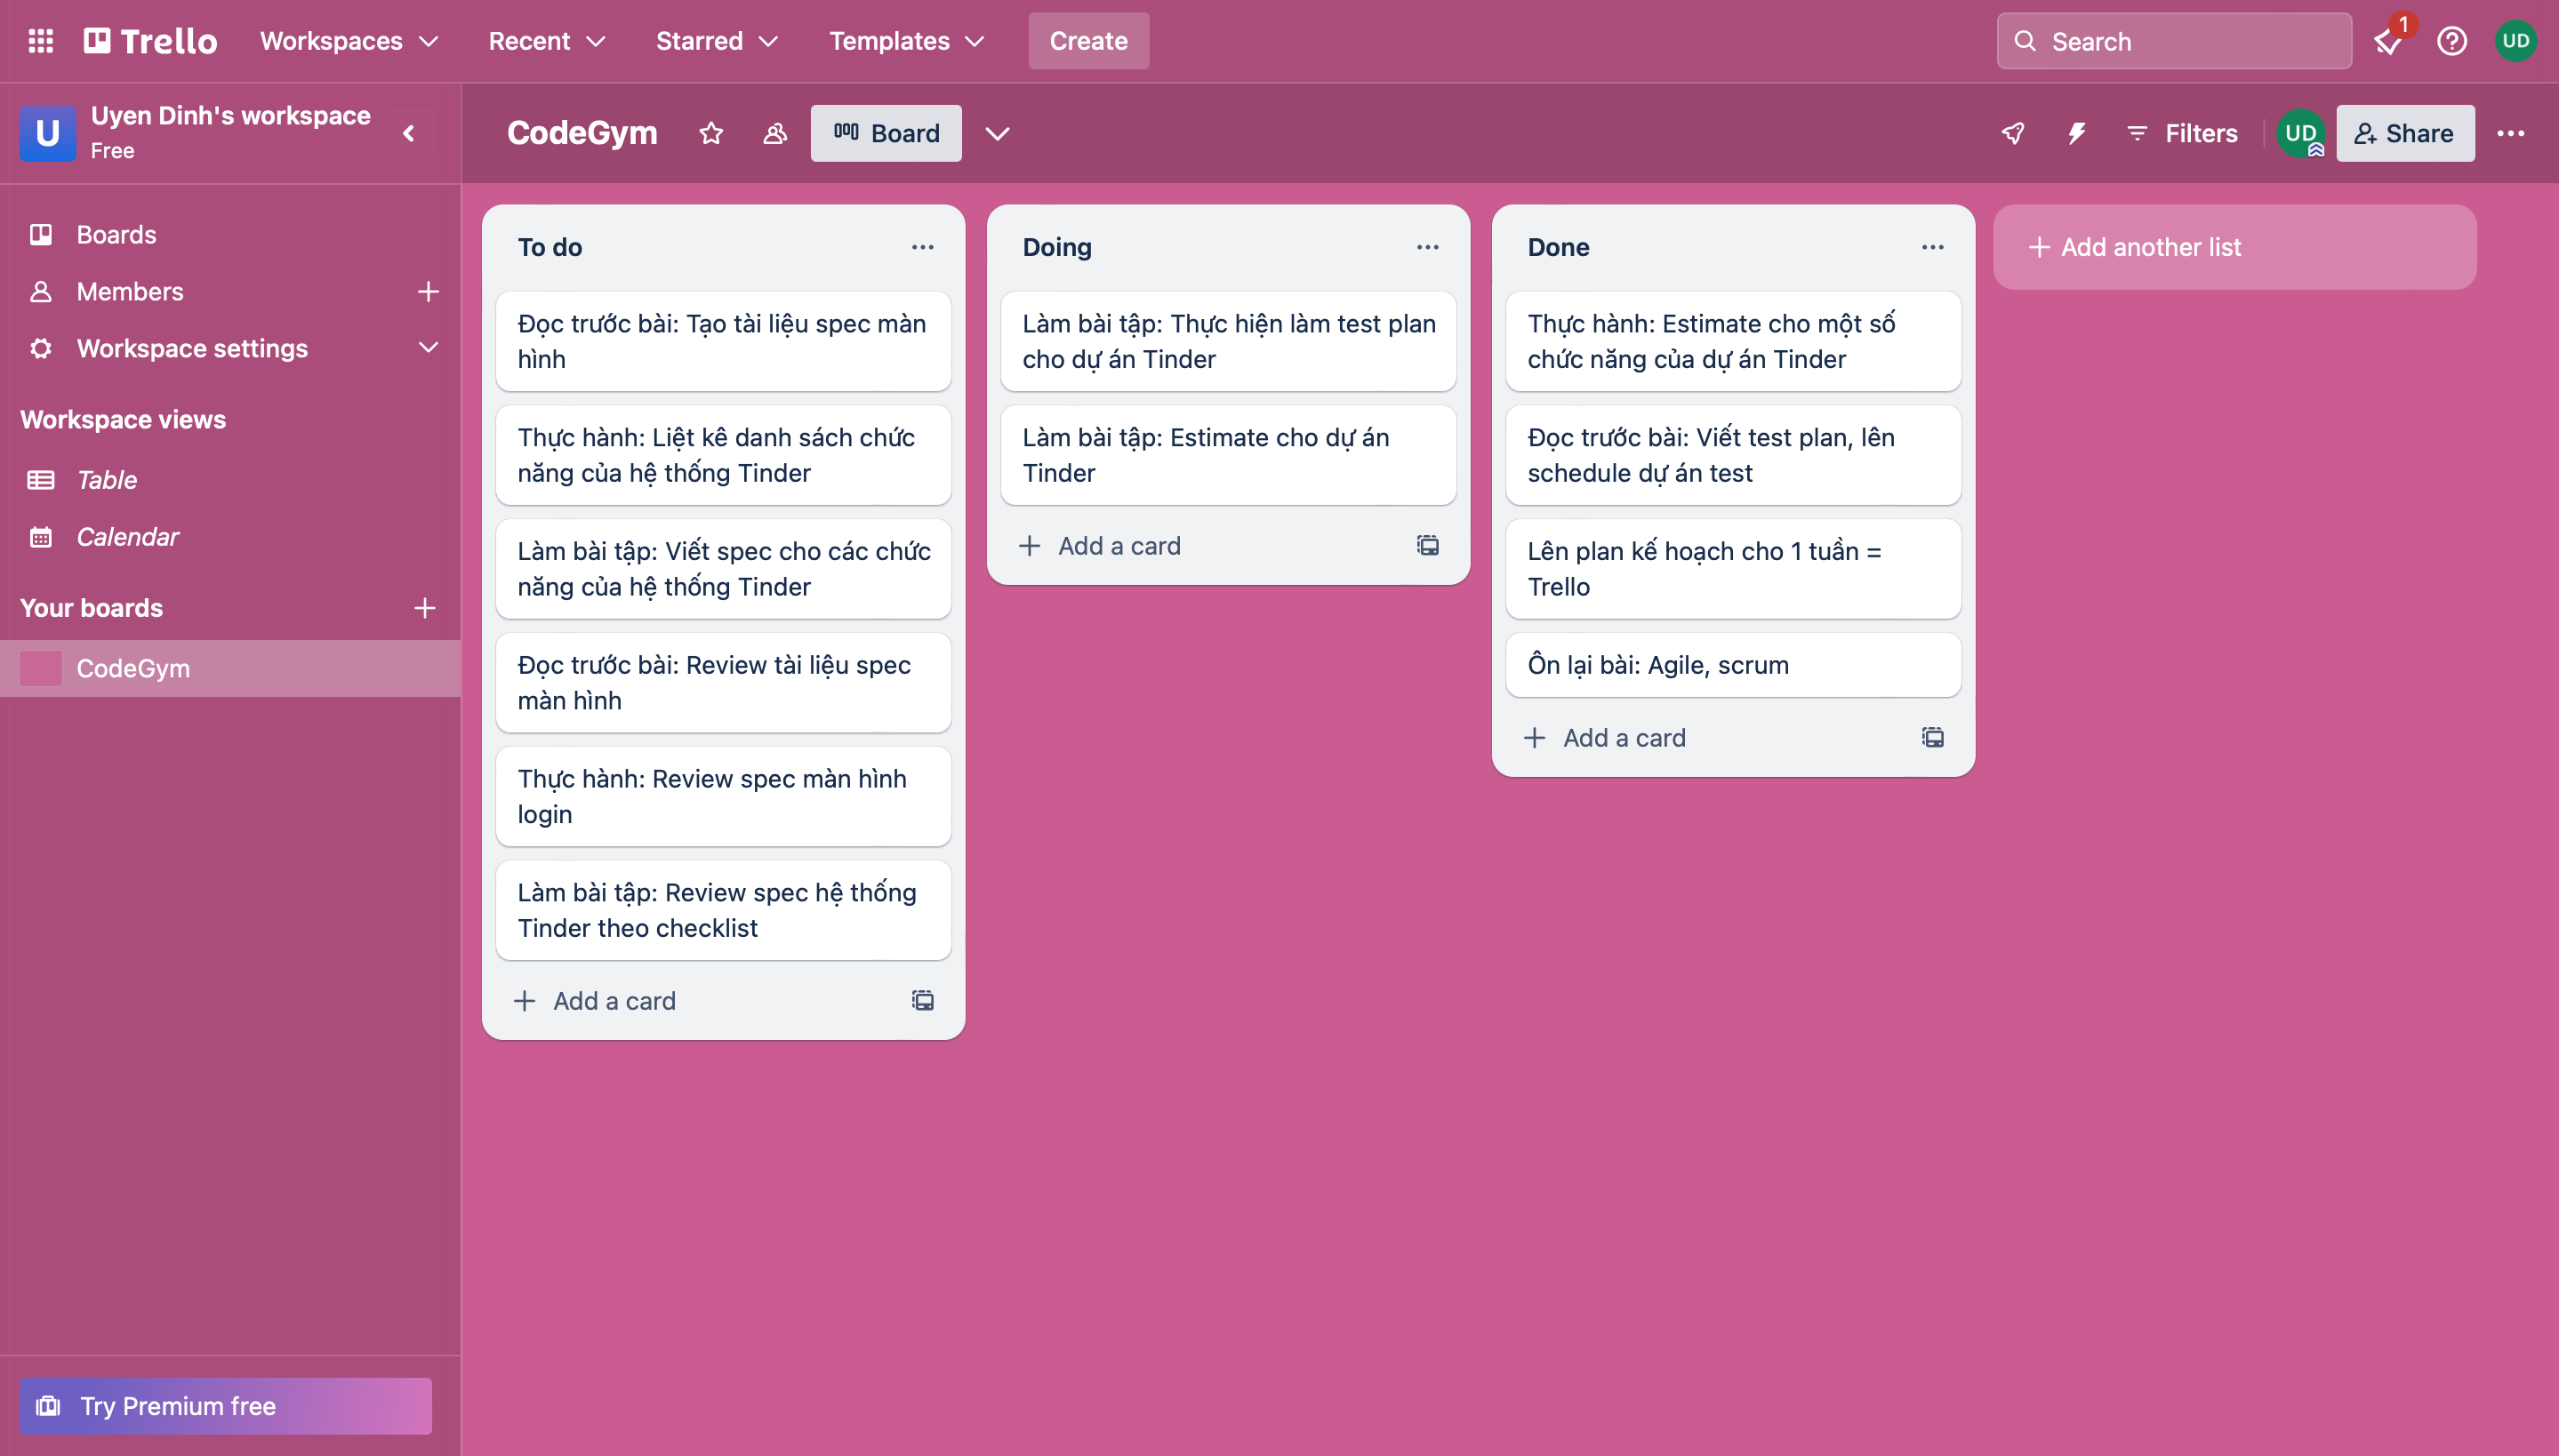 Trello
Workspaces
Recent
Starred
Templates
Create
Search
1
UD
U
Uyen Dinh's workspace
Free
CodeGym
Board
Filters
UD
Share
Boards
Members
Workspace settings
Workspace views
Table
Calendar
Your boards
CodeGym
Try Premium free
To do
Đọc trước bài: Tạo tài liệu spec màn
hình
Thực hành: Liệt kê danh sách chức
năng của hệ thống Tinder
Làm bài tập: Viết spec cho các chức
năng của hệ thống Tinder
Đọc trước bài: Review tài liệu spec
màn hình
Thực hành: Review spec màn hình
login
Làm bài tập: Review spec hệ thống
Tinder theo checklist
Add a card
Doing
Làm bài tập: Thực hiện làm test plan
cho dự án Tinder
Làm bài tập: Estimate cho dự án
Tinder
Add a card
Done
Thực hành: Estimate cho một số
chức năng của dự án Tinder
Đọc trước bài: Viết test plan, lên
schedule dự án test
Lên plan kế hoạch cho 1 tuần =
Trello
Ôn lại bài: Agile, scrum
Add a card
Add another list